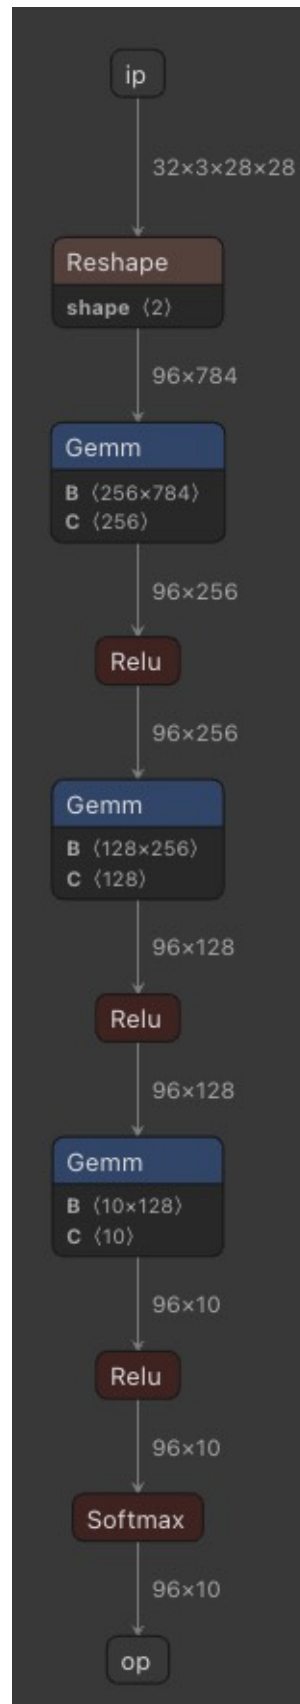 ip
32×3×28×28
Reshape
shape ⟨2⟩
96×784
Gemm
B ⟨256×784⟩
C ⟨256⟩
96×256
Relu
96×256
Gemm
B ⟨128×256⟩
C ⟨128⟩
96×128
Relu
96×128
Gemm
B ⟨10×128⟩
C ⟨10⟩
96×10
Relu
96×10
Softmax
96×10
op